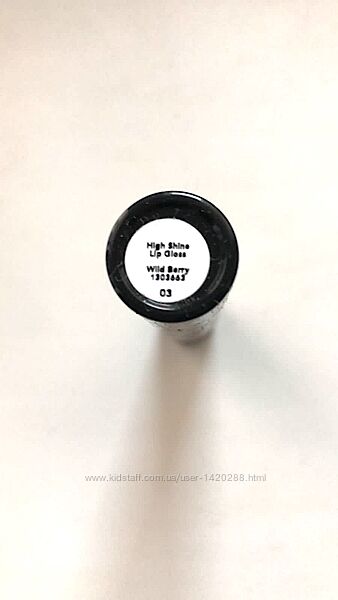 High Shine
Lip Gloss
Wild Berry
1303663
03
www.kidstaff.com.ua/user-1420288.html